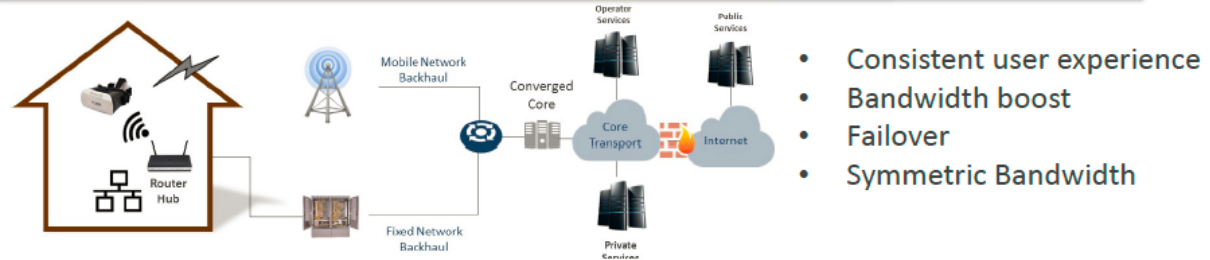 Operator
Services
Public
Services
Mobile Network
Backhaul
Converged
Core
Core
Transport
Internet
Router
Hub
Fixed Network
Backhaul
Private
Services
• Consistent user experience
• Bandwidth boost
• Failover
• Symmetric Bandwidth